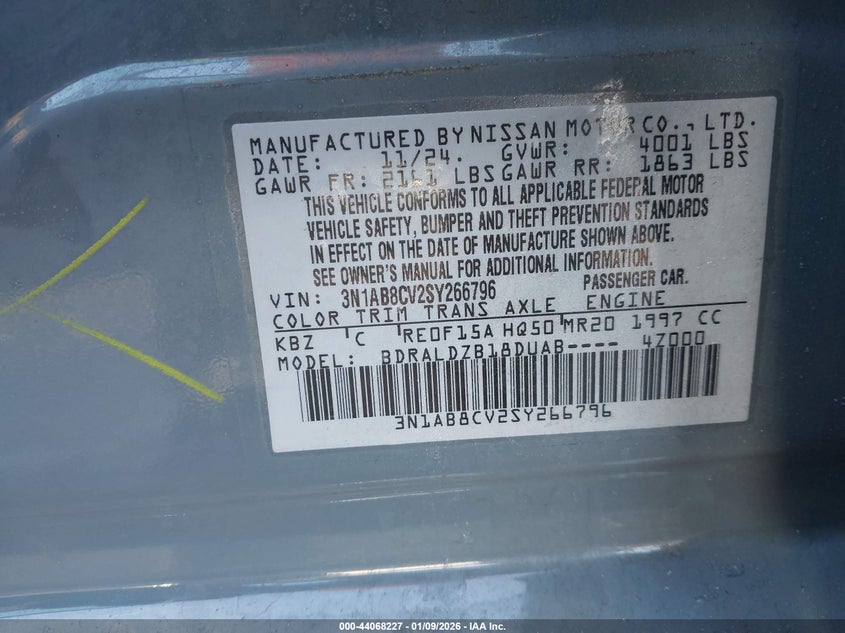 MANUFACTURED BY NISSAN MOTOR CO., LTD.
DATE: 11/24. GVWR: 4001 LBS
GAWR FR: 2161 LBS GAWR RR: 1863 LBS
THIS VEHICLE CONFORMS TO ALL APPLICABLE FEDERAL MOTOR
VEHICLE SAFETY, BUMPER AND THEFT PREVENTION STANDARDS
IN EFFECT ON THE DATE OF MANUFACTURE SHOWN ABOVE.
SEE OWNER'S MANUAL FOR ADDITIONAL INFORMATION.
VIN: 3N1AB8CV2SY266796 PASSENGER CAR.
COLOR TRIM TRANS AXLE ENGINE
KBZ C RE0F15A HQ50 MR20 1997 CC
MODEL: BDRALDZB18DUAB---- 47000
3N1AB8CV2SY266796
000-44068227 - 01/09/2026 - IAA Inc.